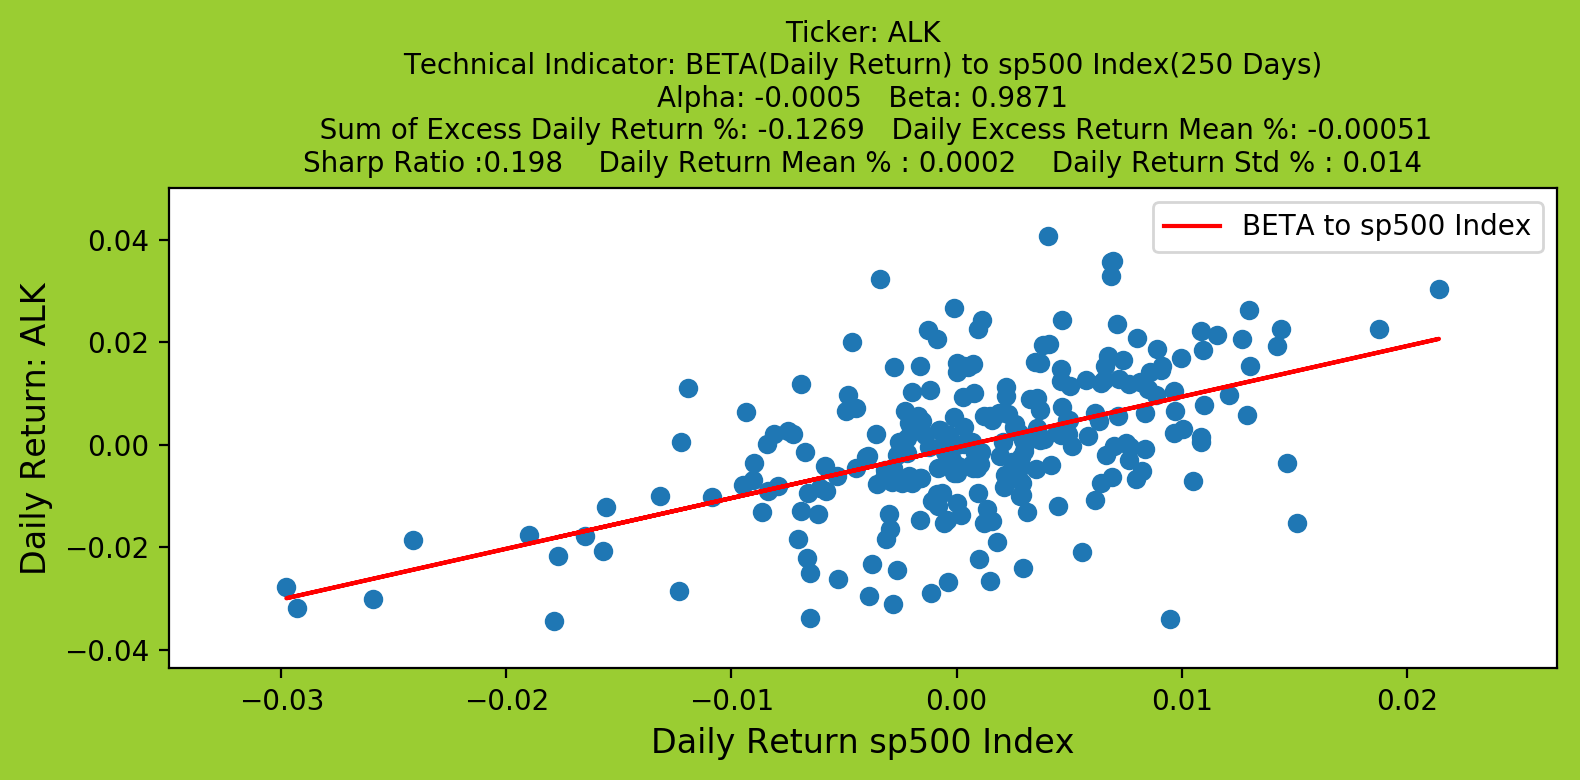 Ticker: ALK
Technical Indicator: BETA(Daily Return) to sp500 Index(250 Days)
Alpha: -0.0005   Beta: 0.9871
Sum of Excess Daily Return %: -0.1269   Daily Excess Return Mean %: -0.00051
Sharp Ratio :0.198    Daily Return Mean % : 0.0002    Daily Return Std % : 0.014
BETA to sp500 Index
Daily Return: ALK
0.04
0.02
0.00
−0.02
−0.04
−0.03 −0.02 −0.01 0.00 0.01 0.02
Daily Return sp500 Index